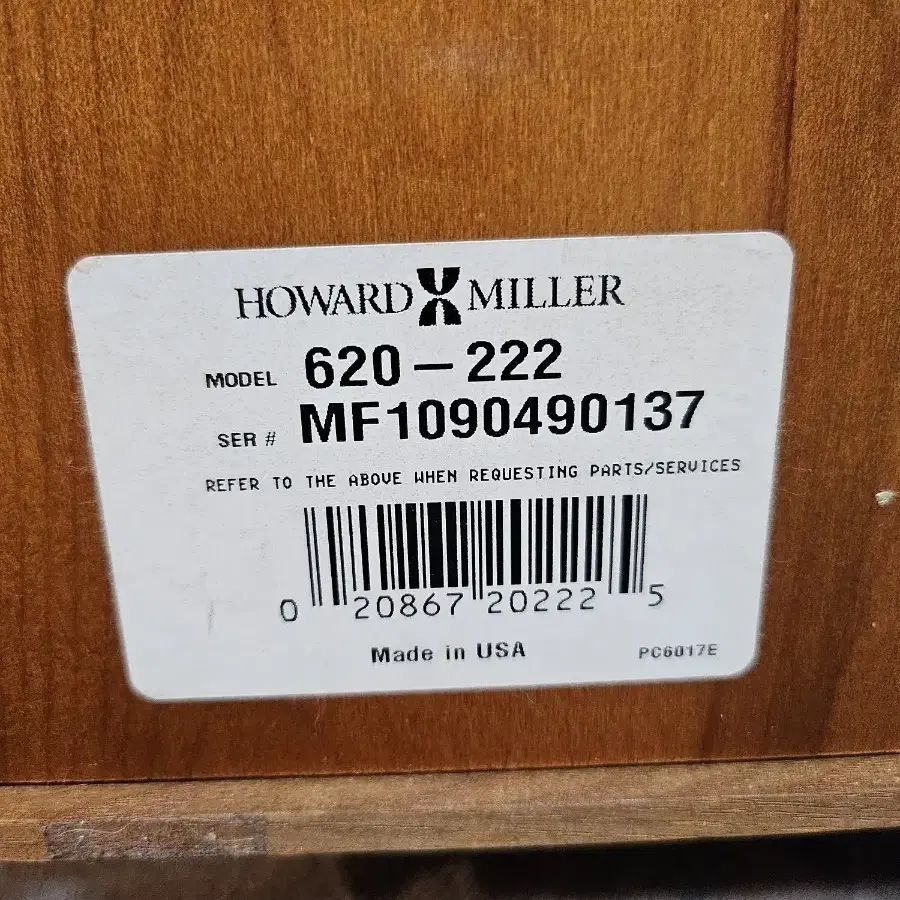 HOWARD MILLER
MODEL 620-222
SER # MF1090490137
REFER TO THE ABOVE WHEN REQUESTING PARTS/SERVICES
0 20867 20222 5
Made in USA PC6017E